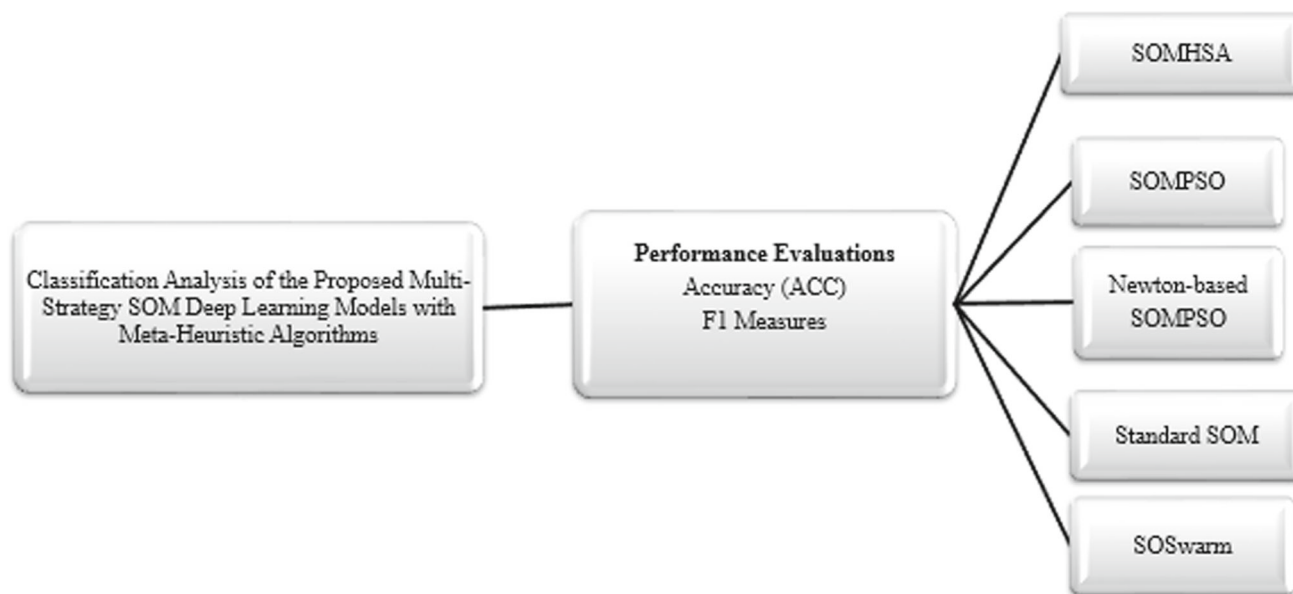 Classification Analysis of the Proposed Multi-
Strategy SOM Deep Learning Models with
Meta-Heuristic Algorithms
Performance Evaluations
Accuracy (ACC)
F1 Measures
SOMHSA
SOMPSO
Newton-based
SOMPSO
Standard SOM
SOSwarm